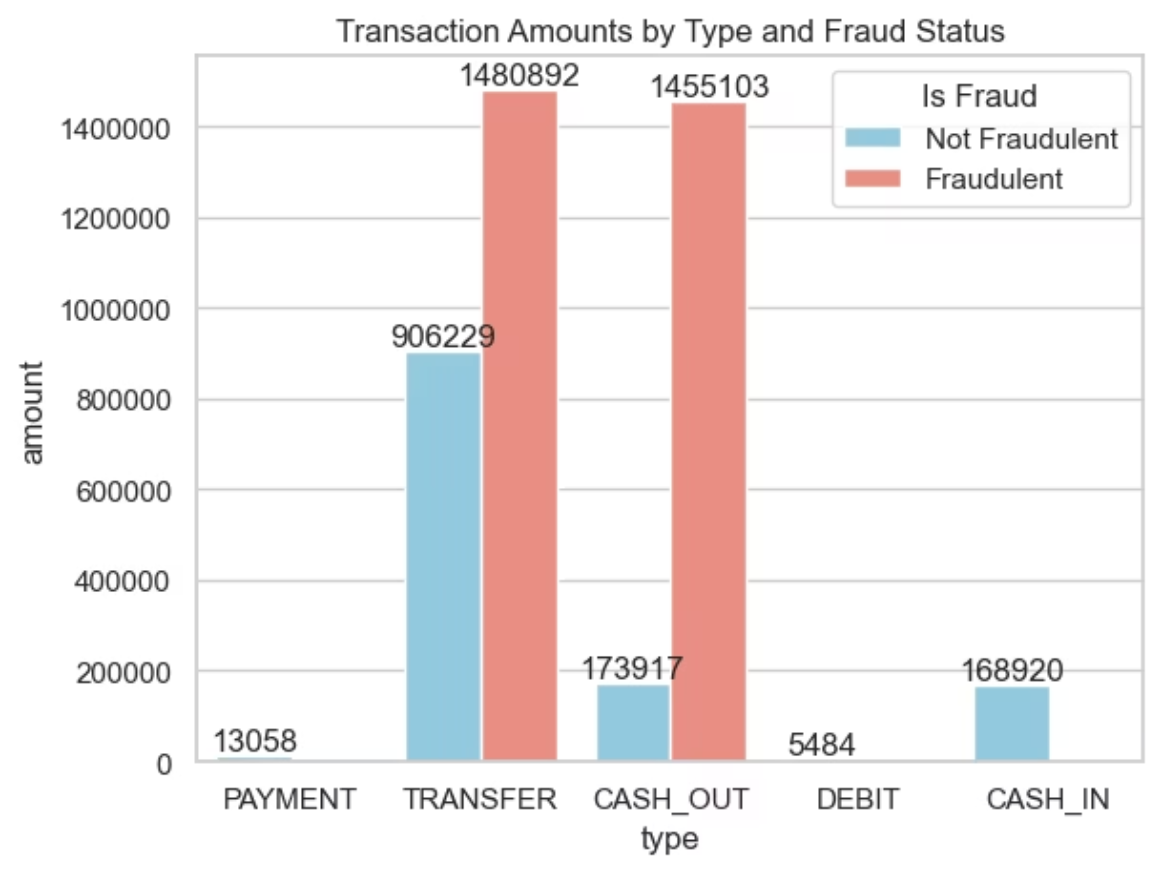 Transaction Amounts by Type and Fraud Status
1480892
1455103
Is Fraud
Not Fraudulent
Fraudulent
1400000
1200000
1000000
906229
800000
amount
600000
400000
200000
173917
168920
13058
5484
0
PAYMENT TRANSFER CASH_OUT DEBIT CASH_IN
type